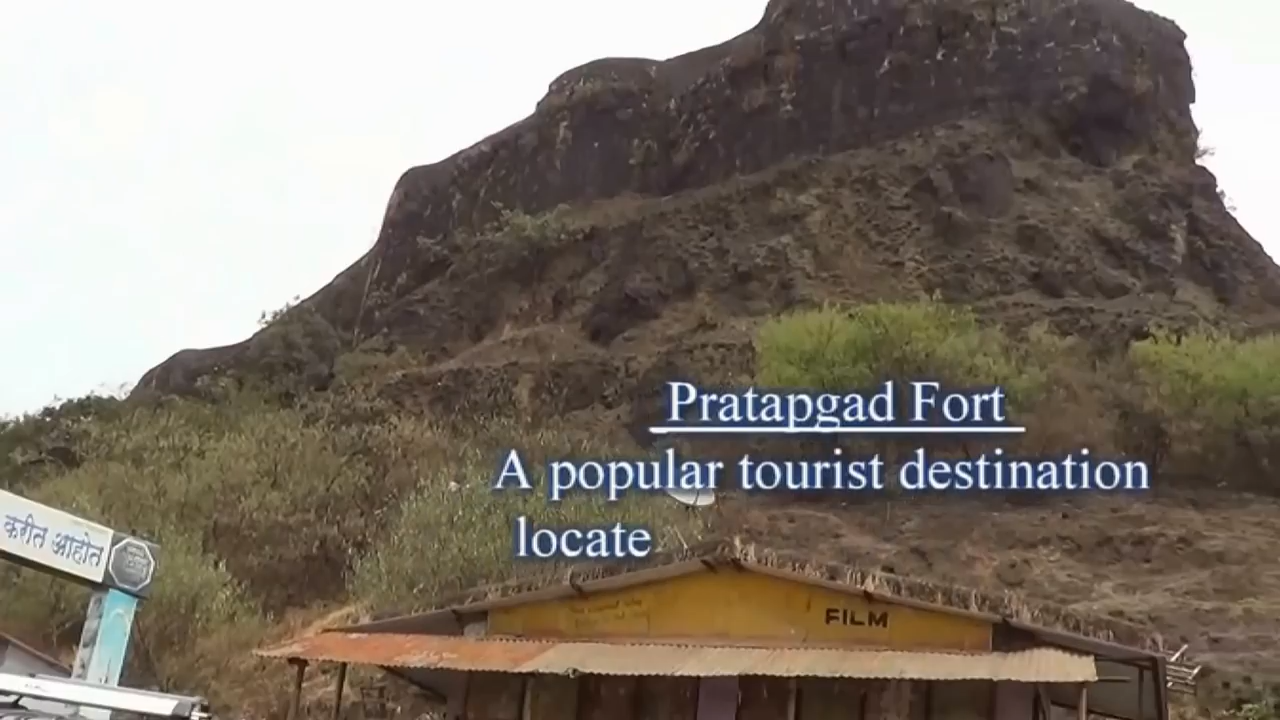 Pratapgad Fort
A popular tourist destination
locate
करीत आहोत
FILM